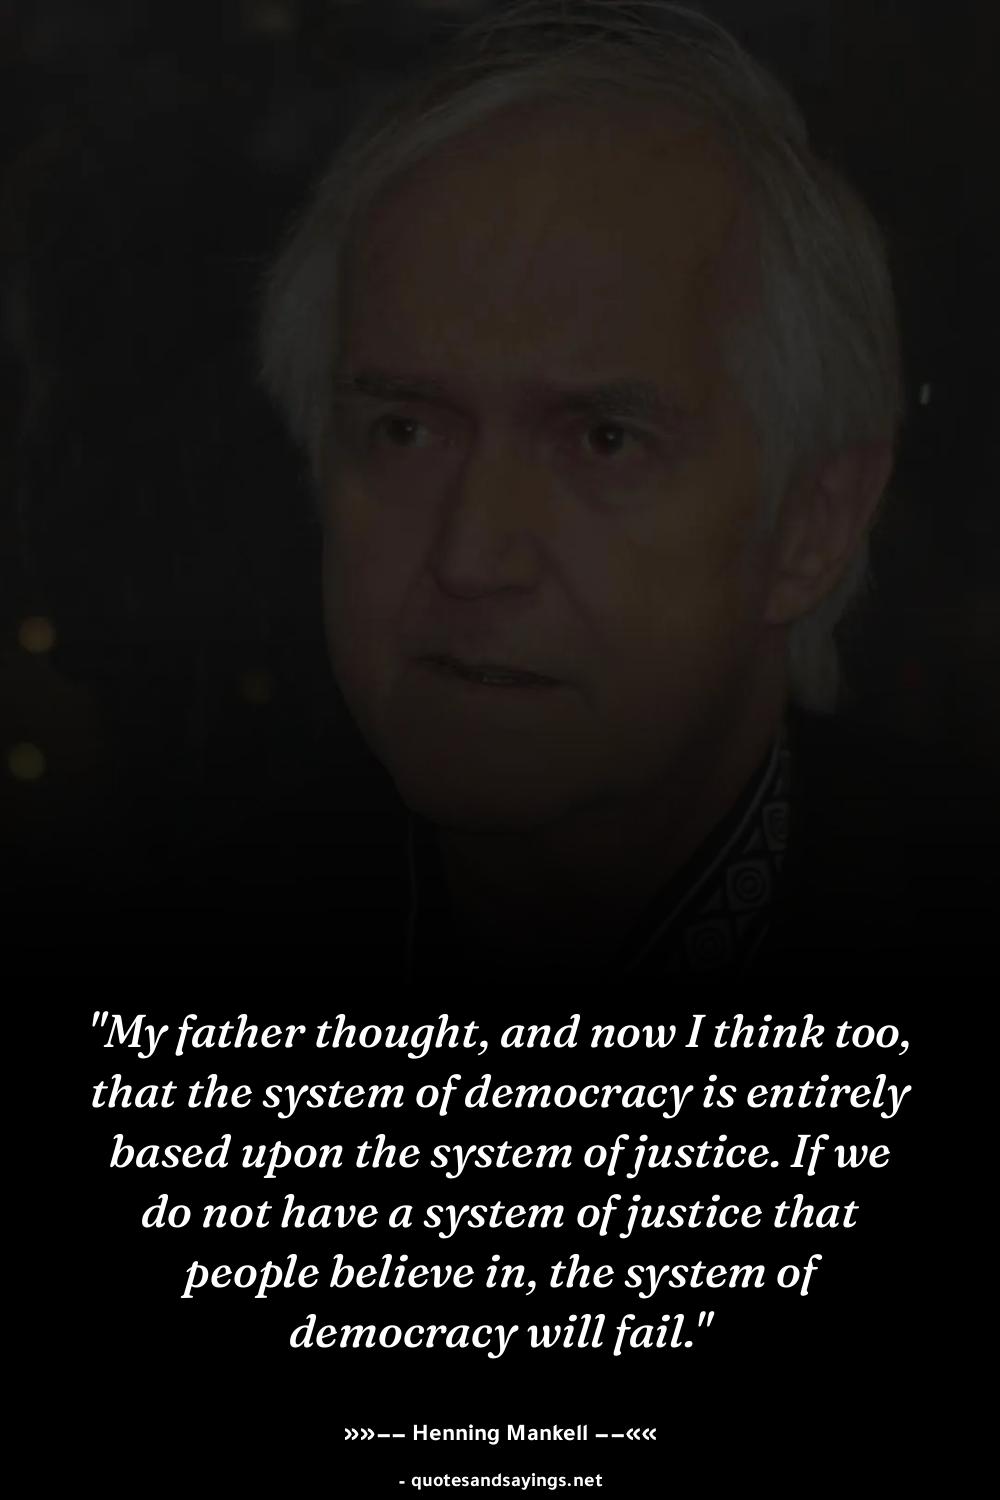 "My father thought, and now I think too,
that the system of democracy is entirely
based upon the system of justice. If we
do not have a system of justice that
people believe in, the system of
democracy will fail."
»»–– Henning Mankell ––««
- quotesandsayings.net